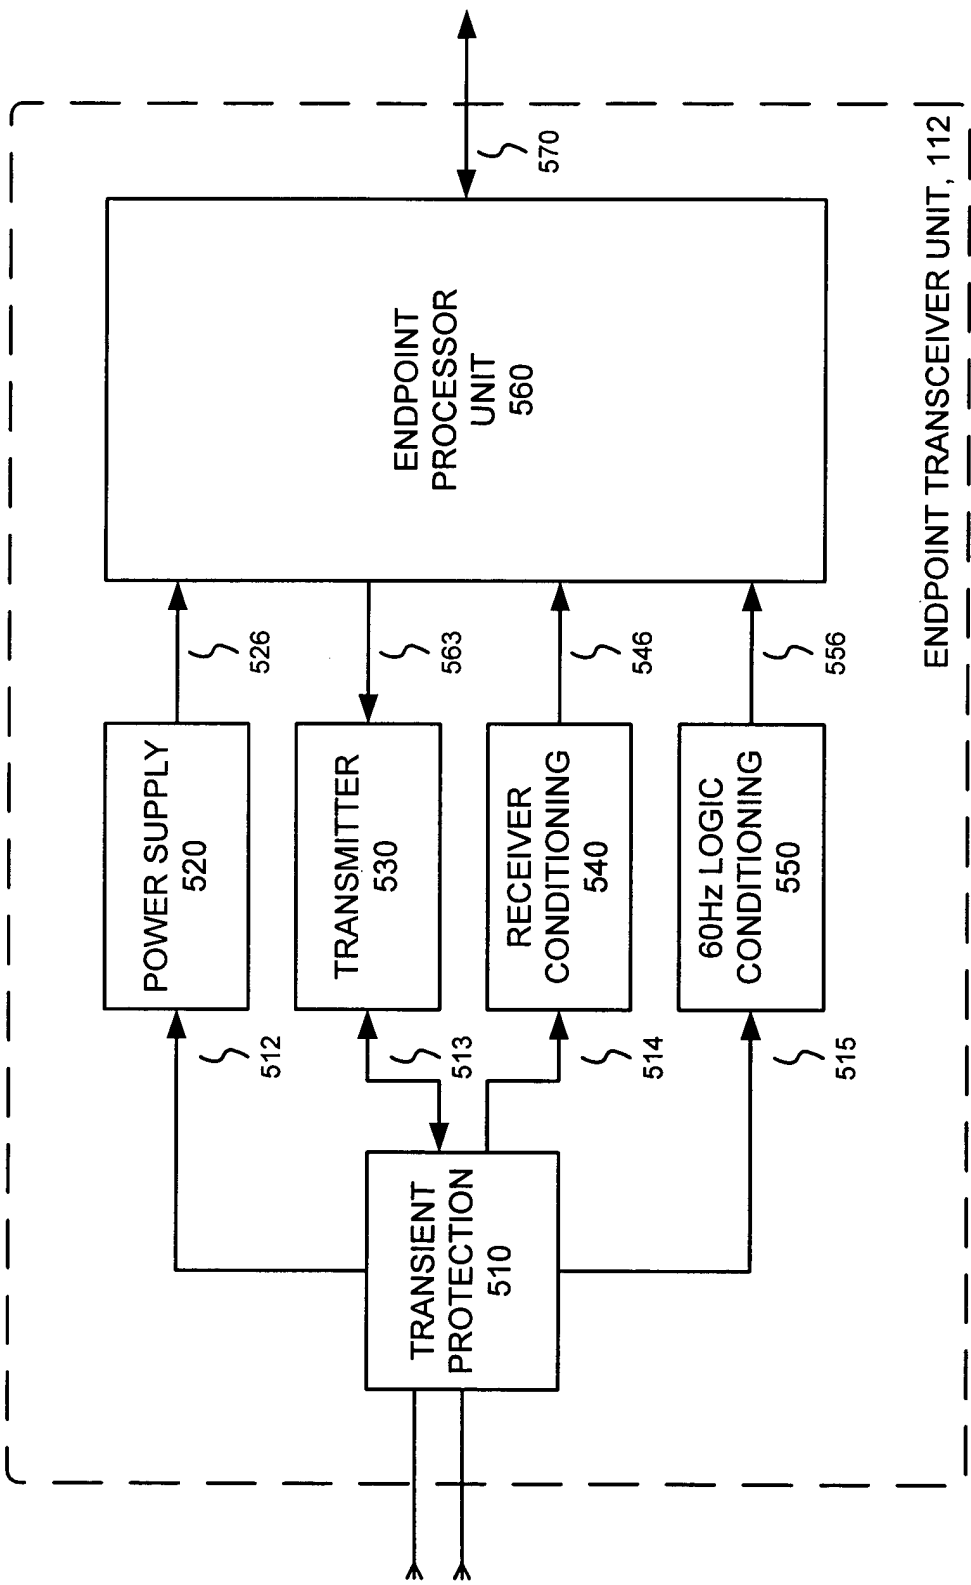 TRANSIENT
PROTECTION
510
512
513
514
515
POWER SUPPLY
520
TRANSMITTER
530
RECEIVER
CONDITIONING
540
60Hz LOGIC
CONDITIONING
550
526
563
546
556
ENDPOINT
PROCESSOR
UNIT
560
570
ENDPOINT TRANSCEIVER UNIT, 112